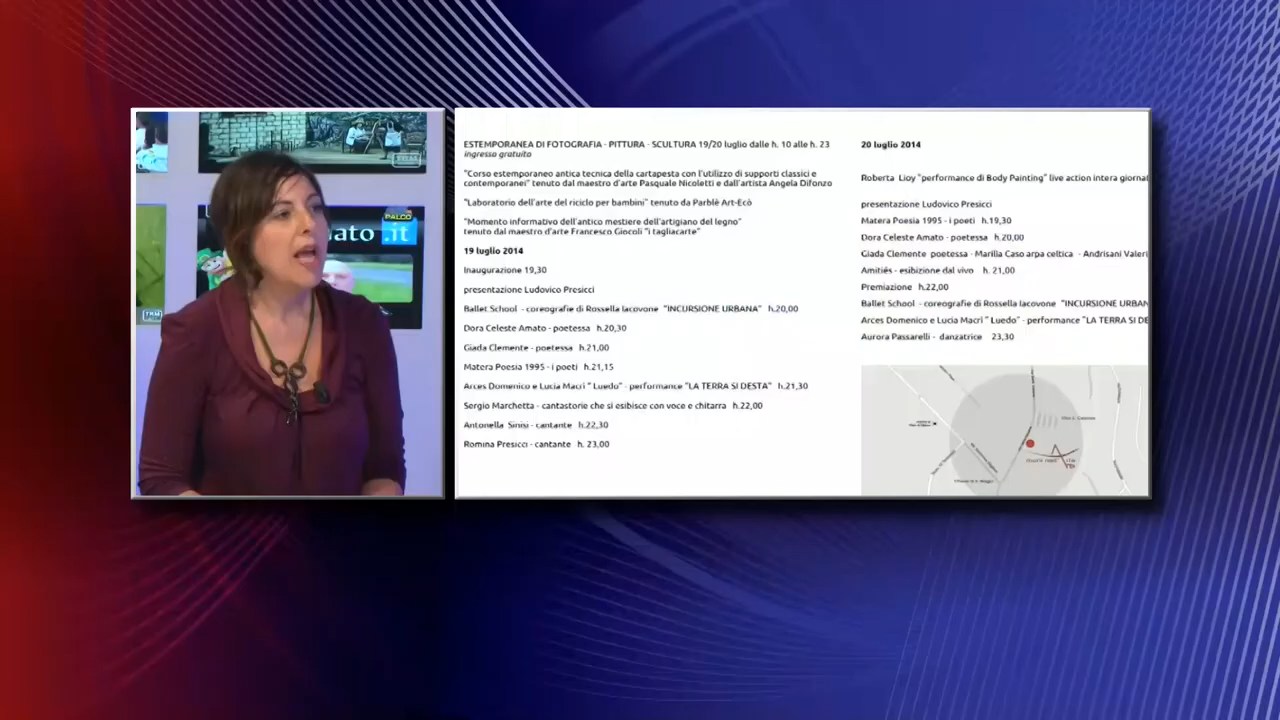 TRM
PALCO
ato .it
TRM
ESTEMPORANEA DI FOTOGRAFIA - PITTURA - SCULTURA 19/20 luglio dalle h. 10 alle h. 23
ingresso gratuito
"Corso estemporaneo antica tecnica della cartapesta con l'utilizzo di supporti classici e
contemporanei" tenuto dal maestro d'arte Pasquale Nicoletti e dall'artista Angela Difonzo
"Laboratorio dell'arte del riciclo per bambini" tenuto da Parblè Art-Ecò
"Momento informativo dell'antico mestiere dell'artigiano del legno"
tenuto dal maestro d'arte Francesco Giocoli "i tagliacarte"
19 luglio 2014
Inaugurazione 19,30
presentazione Ludovico Presicci
Ballet School - coreografie di Rossella Iacovone "INCURSIONE URBANA" h.20,00
Dora Celeste Amato - poetessa h.20,30
Giada Clemente - poetessa h.21,00
Matera Poesia 1995 - i poeti h.21,15
Arces Domenico e Lucia Macrì " Luedo" - performance "LA TERRA SI DESTA" h.21,30
Sergio Marchetta - cantastorie che si esibisce con voce e chitarra h.22,00
Antonella Sinisi - cantante h.22,30
Romina Presicci - cantante h. 23,00
20 luglio 2014
Roberta Lioy "performance di Body Painting" live action intera giornat
presentazione Ludovico Presicci
Matera Poesia 1995 - i poeti h.19,30
Dora Celeste Amato - poetessa h.20,00
Giada Clemente poetessa - Marilia Caso arpa celtica - Andrisani Valeri
Amitiés - esibizione dal vivo h. 21,00
Premiazione h.22,00
Ballet School - coreografie di Rossella Iacovone "INCURSIONE URBAN
Arces Domenico e Lucia Macrì " Luedo" - performance "LA TERRA SI DE
Aurora Passarelli - danzatrice 23,30